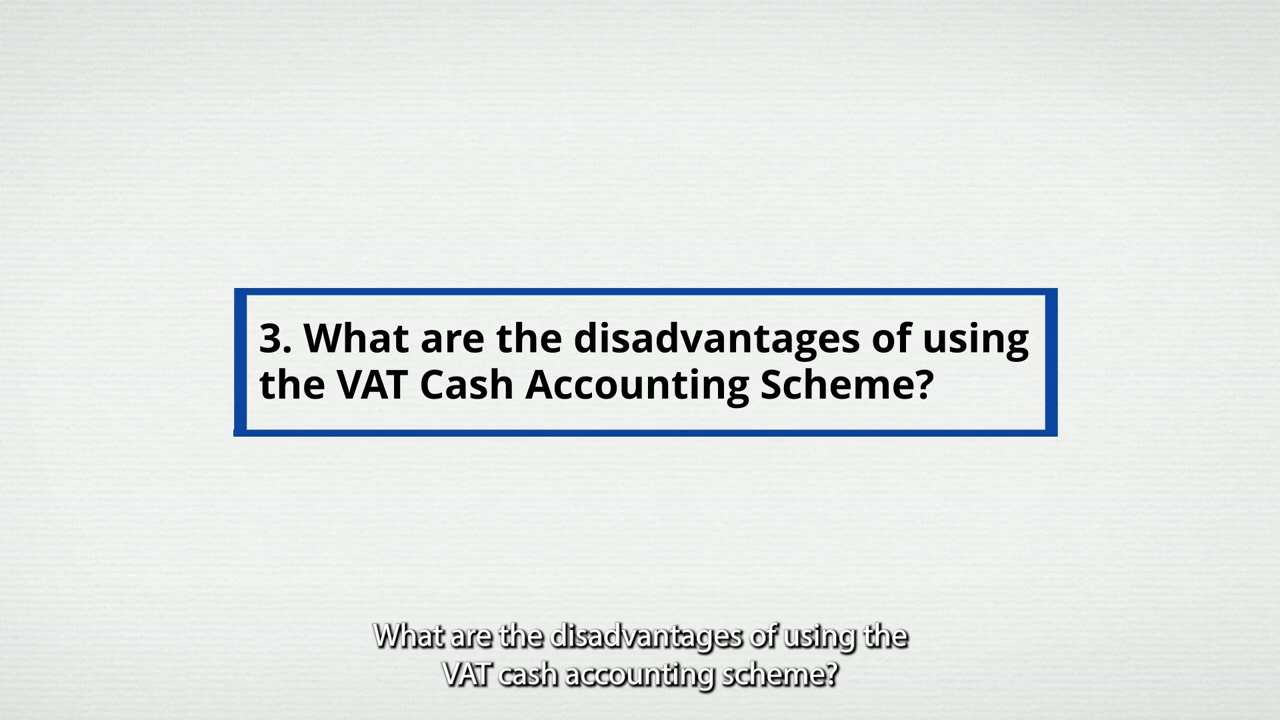 3. What are the disadvantages of using
the VAT Cash Accounting Scheme?
What are the disadvantages of using the
VAT cash accounting scheme?